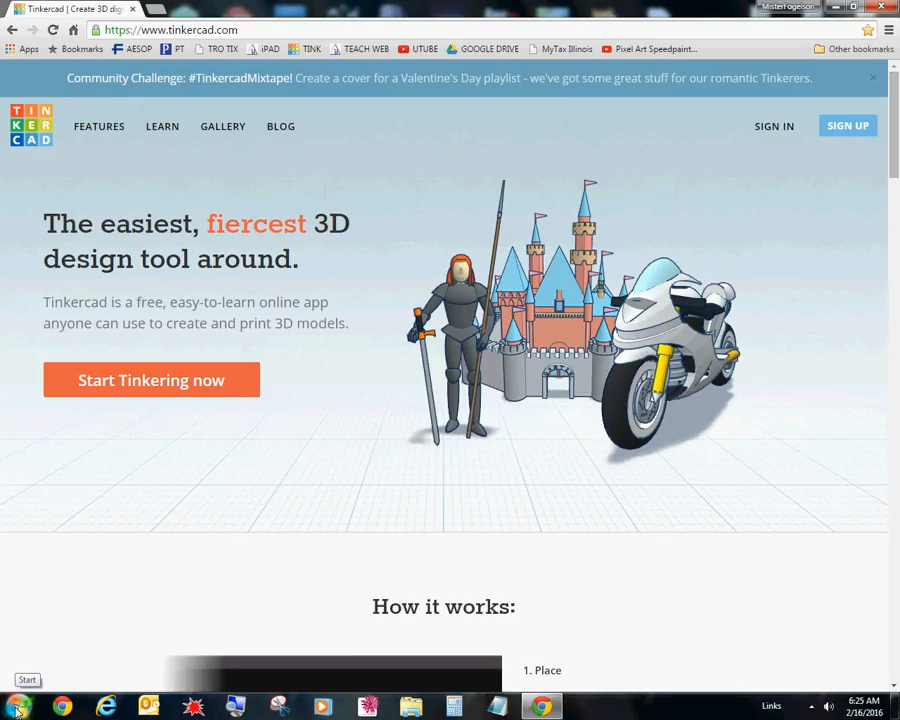 Tinkercad | Create 3D dig
MisterFogelson
https://www.tinkercad.com
Apps Bookmarks AESOP PT TRO TIX iPAD TINK TEACH WEB UTUBE GOOGLE DRIVE MyTax Illinois Pixel Art Speedpaint... Other bookmarks
Community Challenge: #TinkercadMixtape! Create a cover for a Valentine's Day playlist - we've got some great stuff for our romantic Tinkerers.
TINKERCAD
FEATURES LEARN GALLERY BLOG SIGN IN SIGN UP
The easiest, fiercest 3D
design tool around.
Tinkercad is a free, easy-to-learn online app
anyone can use to create and print 3D models.
Start Tinkering now
How it works:
1. Place
Start
Links
6:25 AM
2/16/2016